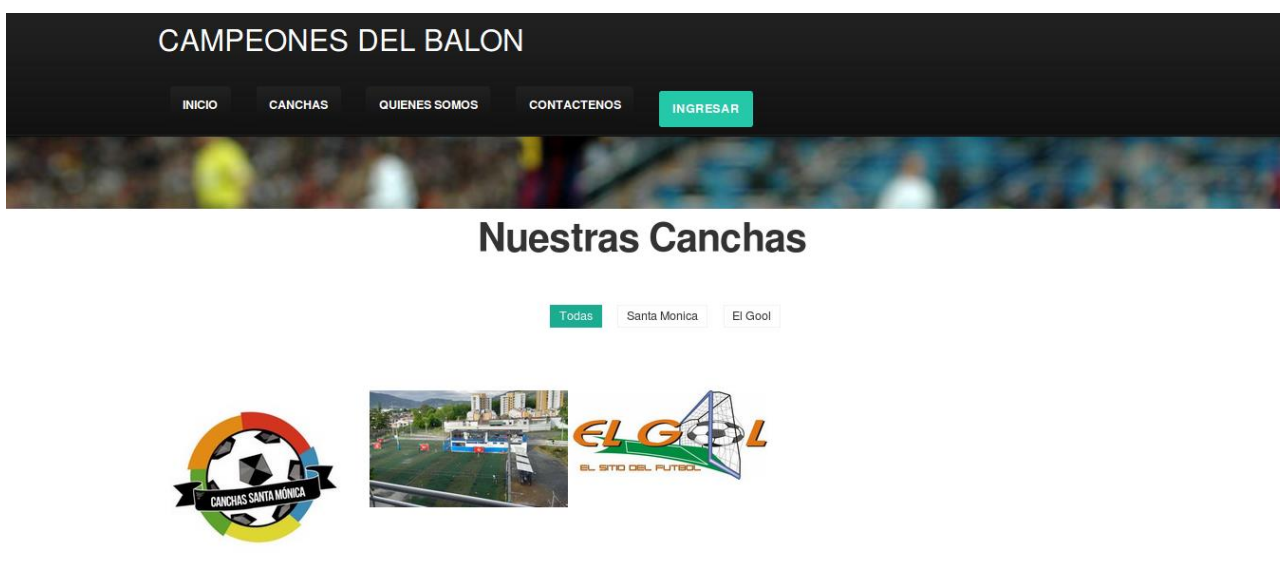 CAMPEONES DEL BALON
INICIO CANCHAS QUIENES SOMOS CONTACTENOS INGRESAR
Nuestras Canchas
Todas Santa Monica El Gool
CANCHAS SANTA MÓNICA
EL GOL
EL SITIO DEL FUTBOL